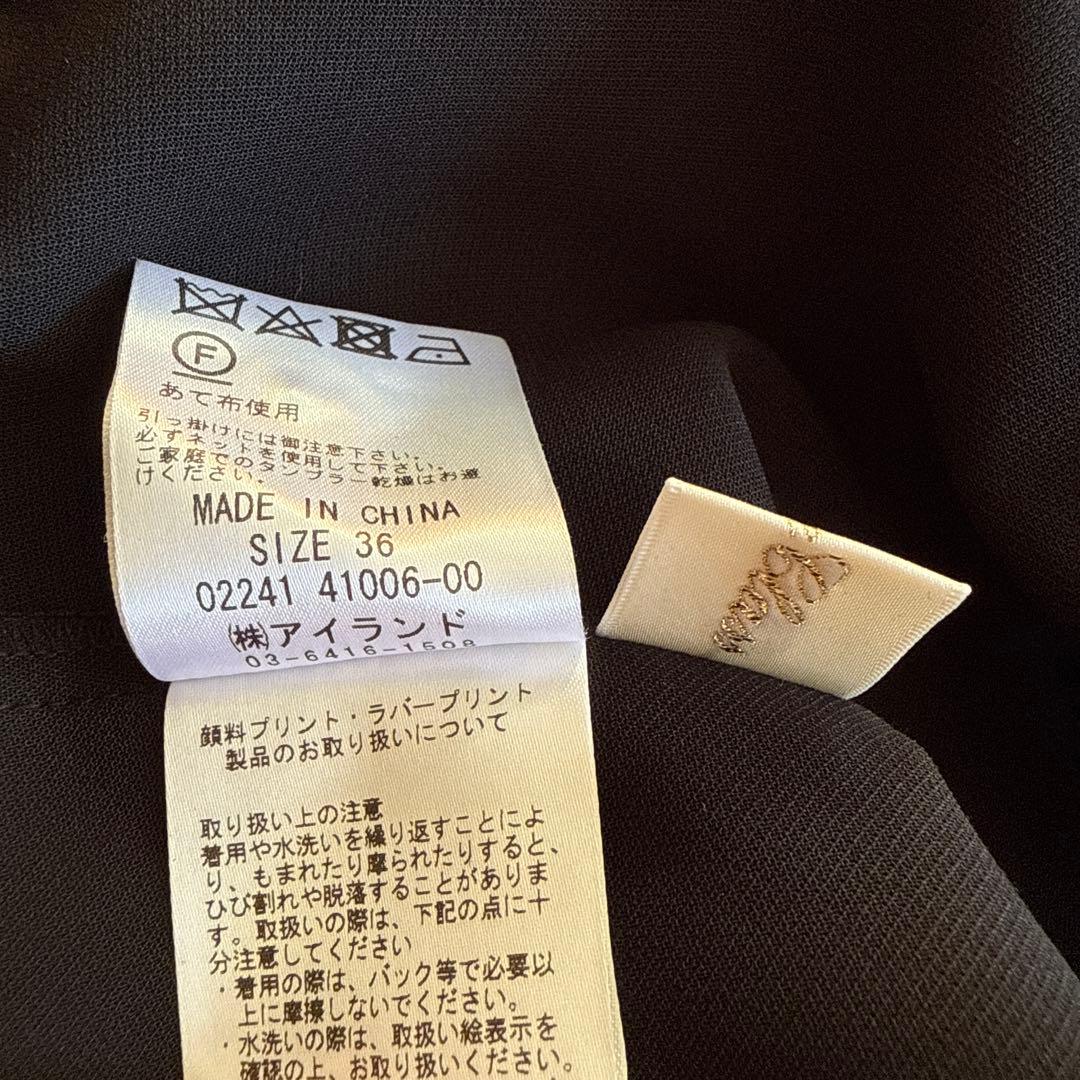 F
あて布使用
引っ掛けには御注意下さい。
必ずネットを使用して下さい。
ご家庭でのタンブラー乾燥はお避
けください。
MADE IN CHINA
SIZE 36
02241 41006-00
㈱アイランド
03-6416-1508
顔料プリント・ラバープリント
製品のお取り扱いについて
取り扱い上の注意
着用や水洗いを繰り返すことによ
り、もまれたり摩られたりすると、
ひび割れや脱落することがありま
す。取扱いの際は、下記の点に十
分注意してください
・着用の際は、バック等で必要以
上に摩擦しないでください。
・水洗いの際は、取扱い絵表示を
確認の上、お取り扱いください。